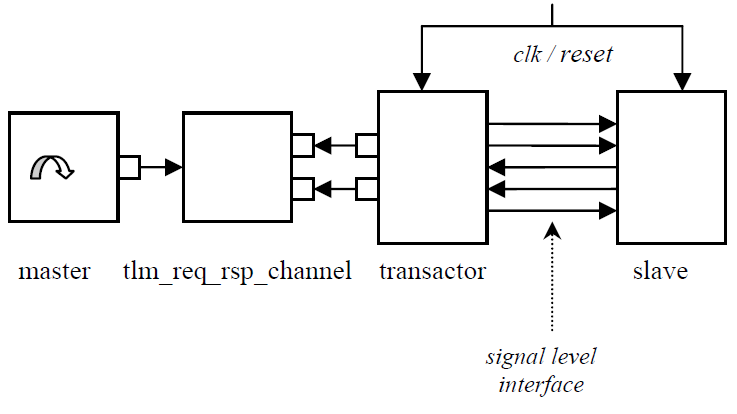 clk / reset
master
tlm_req_rsp_channel
transactor
slave
signal level
interface